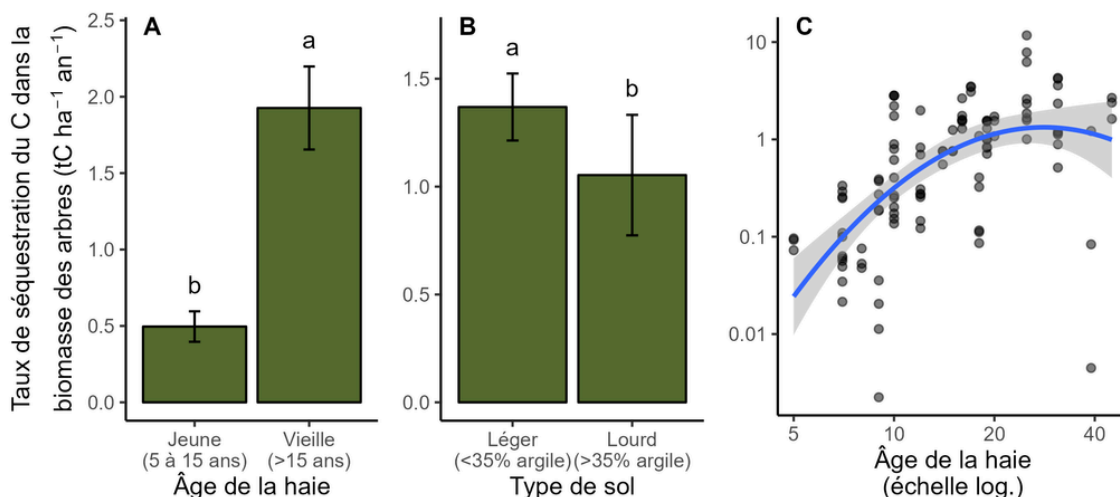 Taux de séquestration du C dans la
biomasse des arbres (tC ha⁻¹ an⁻¹)
A
2.5
2.0
1.5
1.0
0.5
0.0
b
a
Jeune
(5 à 15 ans)
Vieille
(>15 ans)
Âge de la haie
B
1.5
1.0
0.5
0.0
a
b
Léger
(<35% argile)
Lourd
(>35% argile)
Type de sol
C
10
1
0.1
0.01
5
10
20
40
Âge de la haie
(échelle log.)